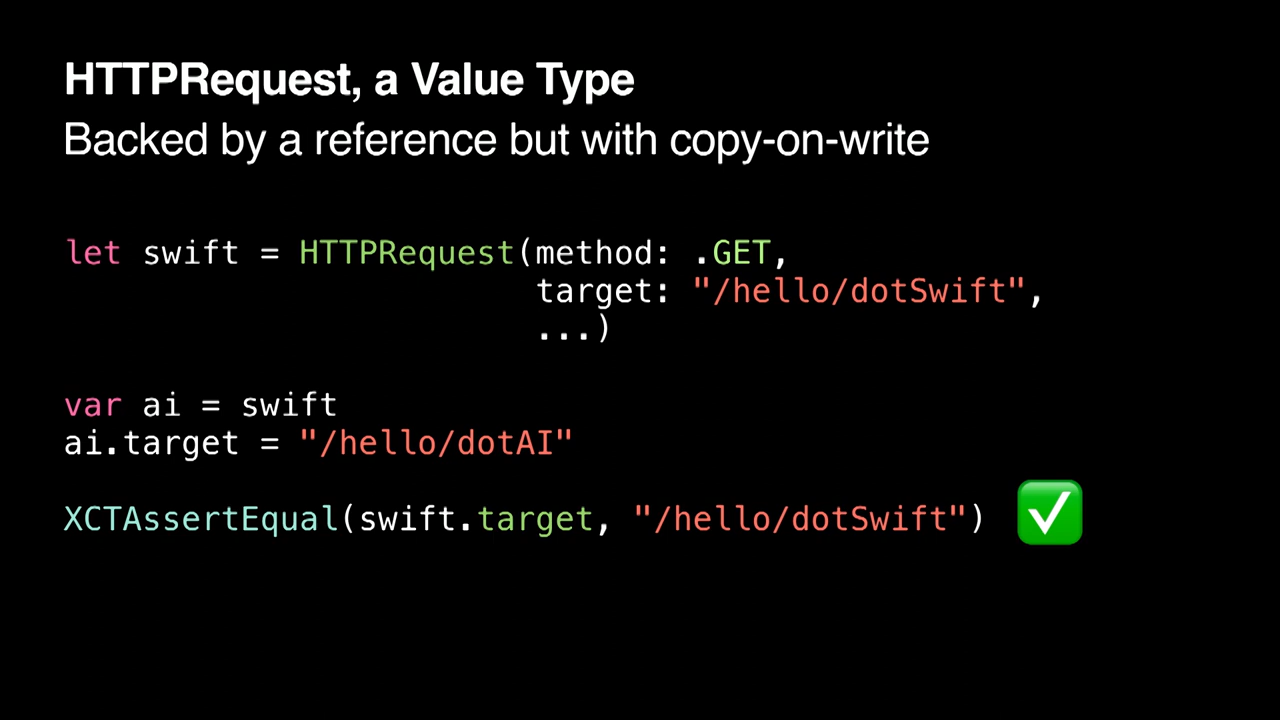 HTTPRequest, a Value Type
Backed by a reference but with copy-on-write
let swift = HTTPRequest(method: .GET,
target: "/hello/dotSwift",
...)
var ai = swift
ai.target = "/hello/dotAI"
XCTAssertEqual(swift.target, "/hello/dotSwift")